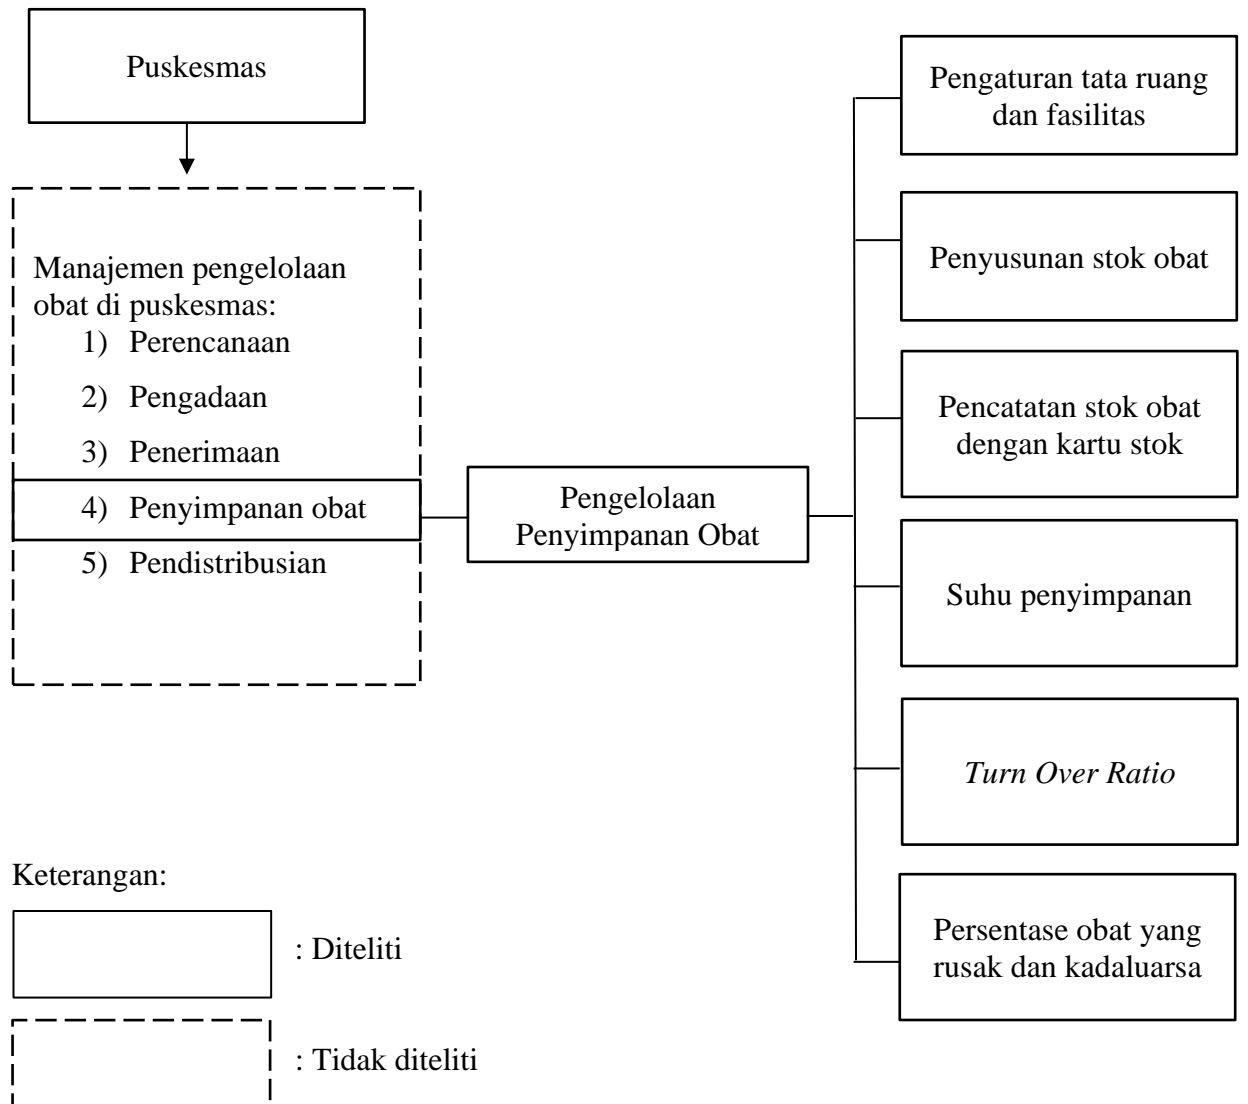 Puskesmas
Manajemen pengelolaan
obat di puskesmas:
1) Perencanaan
2) Pengadaan
3) Penerimaan
4) Penyimpanan obat
5) Pendistribusian
Pengelolaan
Penyimpanan Obat
Pengaturan tata ruang
dan fasilitas
Penyusunan stok obat
Pencatatan stok obat
dengan kartu stok
Suhu penyimpanan
Turn Over Ratio
Persentase obat yang
rusak dan kadaluarsa
Keterangan:
: Diteliti
: Tidak diteliti